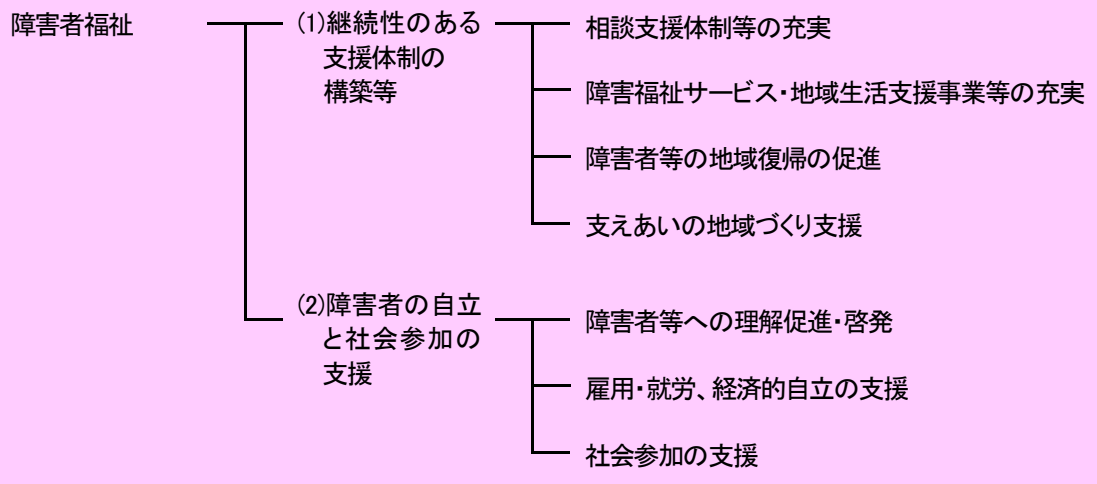 障害者福祉
(1)継続性のある
支援体制の
構築等
相談支援体制等の充実
障害福祉サービス・地域生活支援事業等の充実
障害者等の地域復帰の促進
支えあいの地域づくり支援
(2)障害者の自立
と社会参加の
支援
障害者等への理解促進・啓発
雇用・就労、経済的自立の支援
社会参加の支援